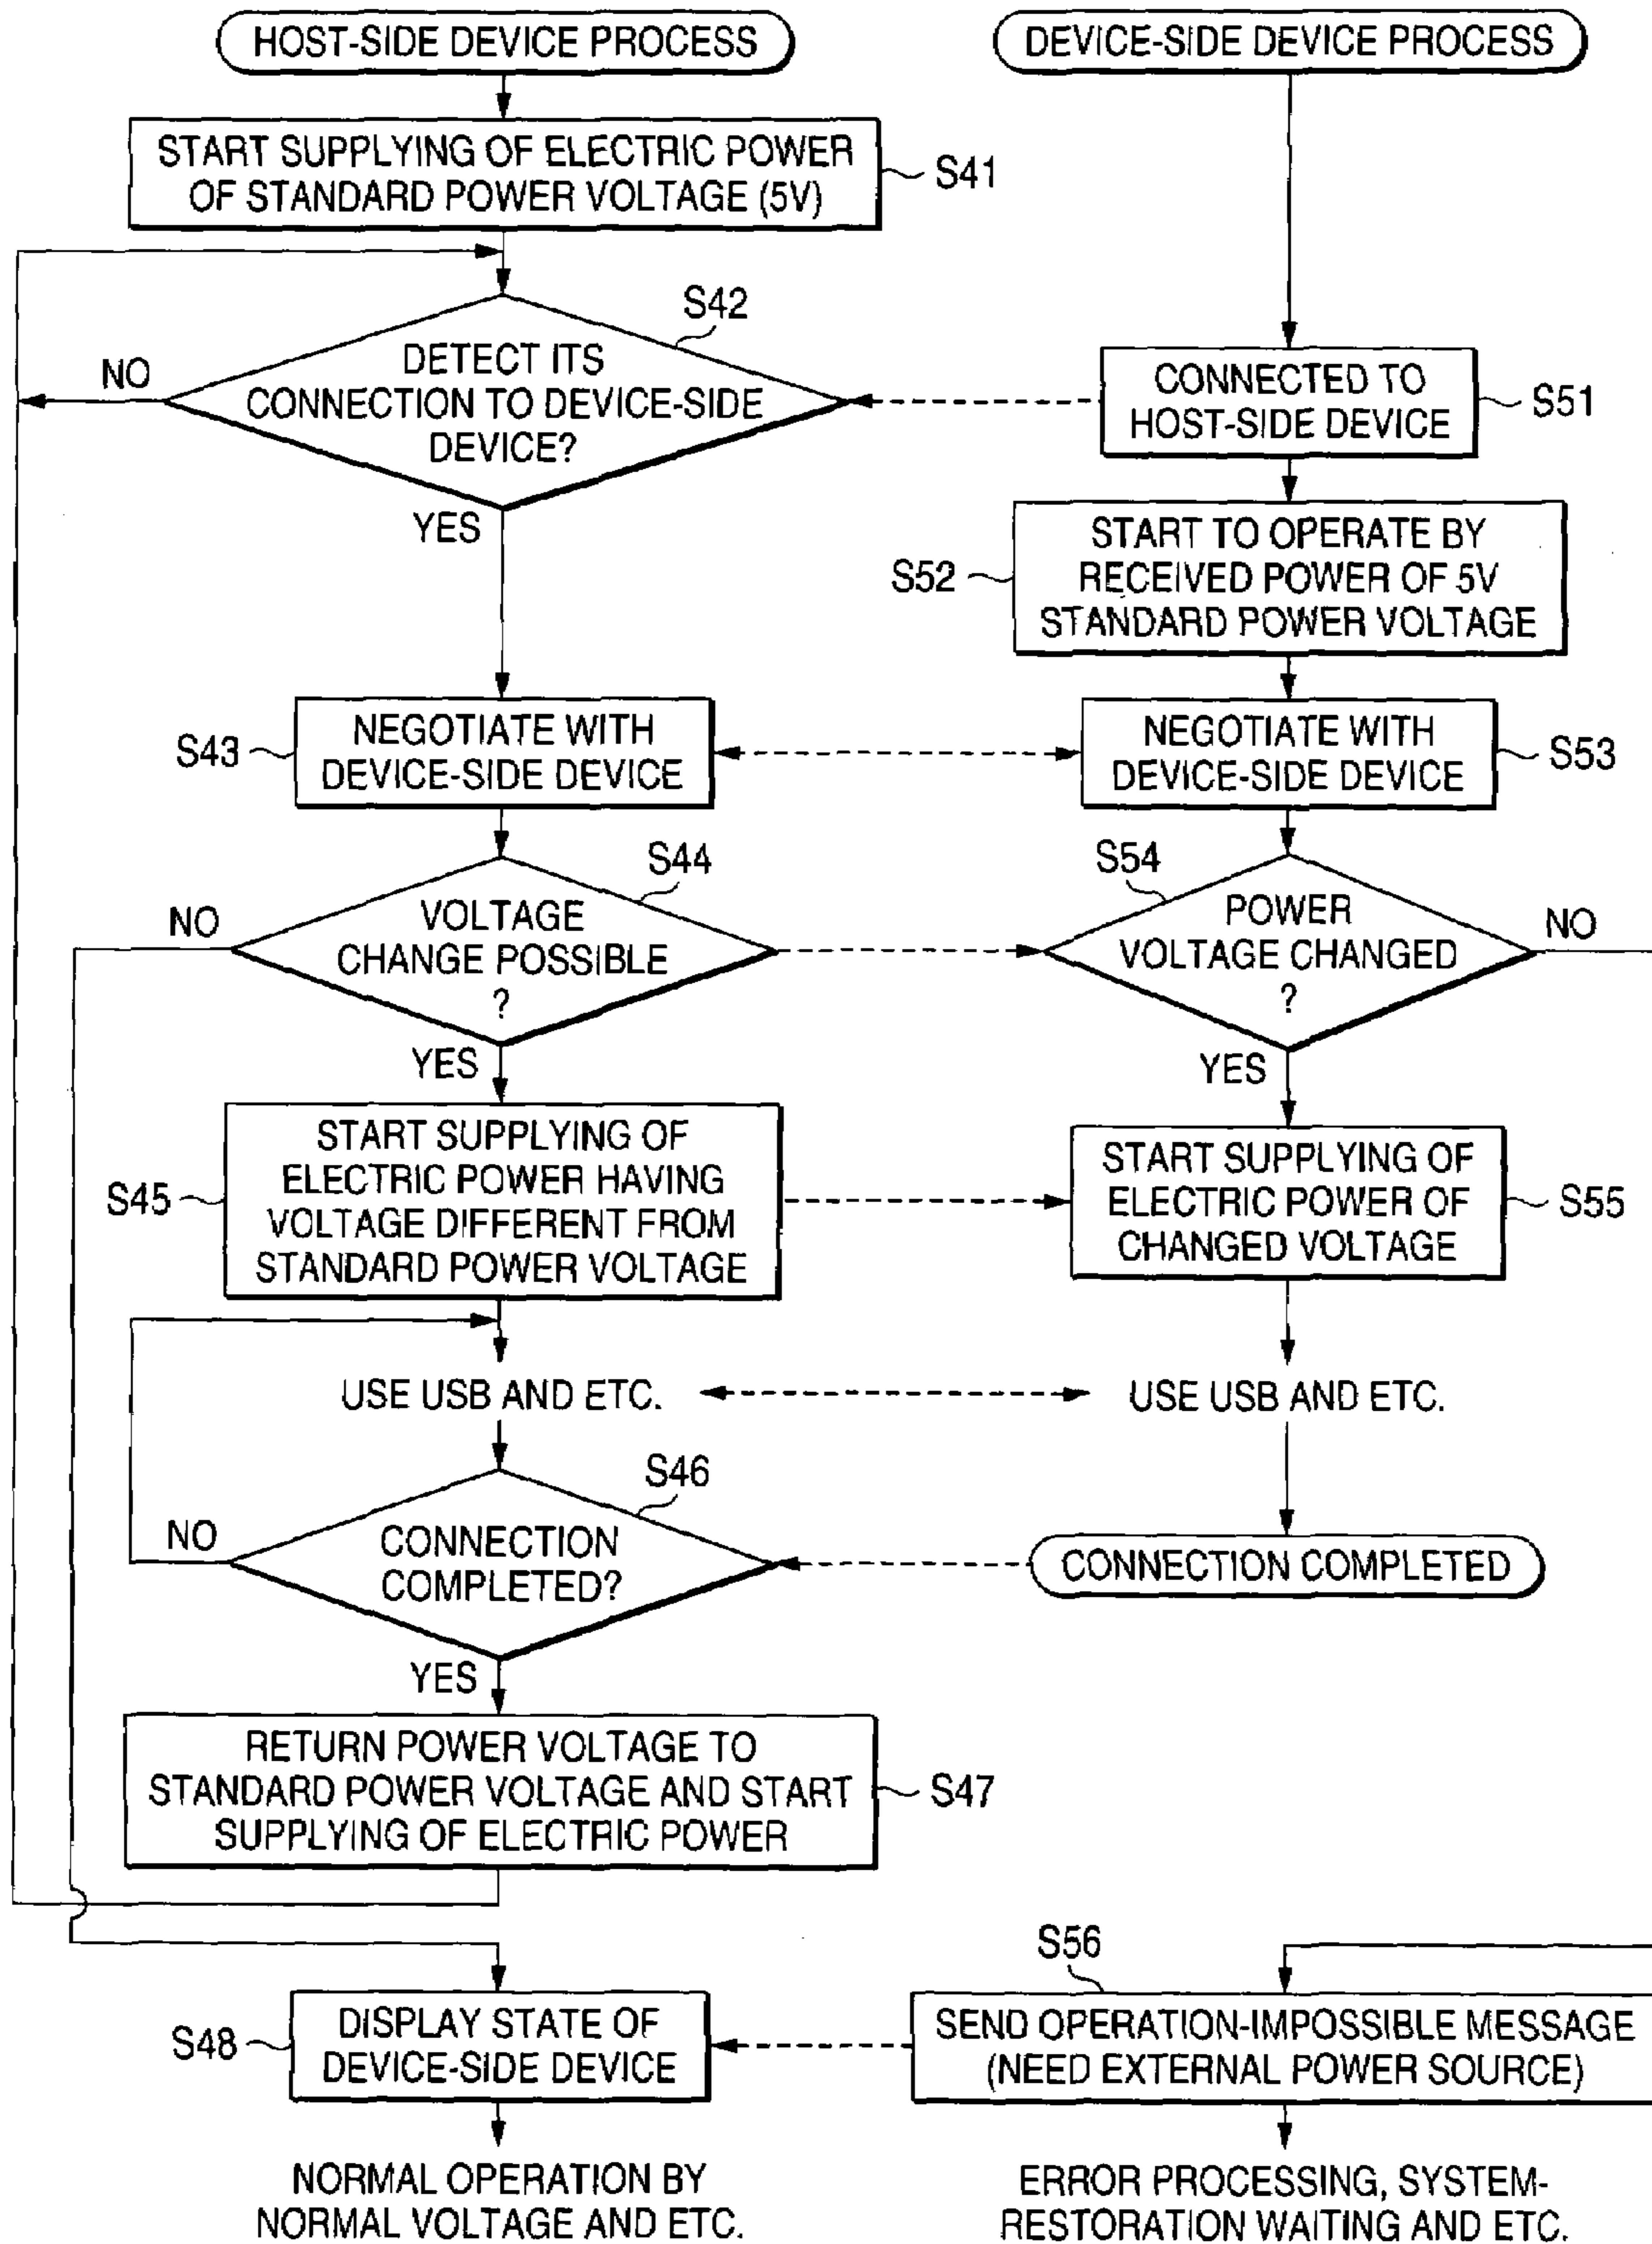 HOST-SIDE DEVICE PROCESS
START SUPPLYING OF ELECTRIC POWER
OF STANDARD POWER VOLTAGE (5V)
S41
S42
DETECT ITS
CONNECTION TO DEVICE-SIDE
DEVICE?
NO
YES
S43
NEGOTIATE WITH
DEVICE-SIDE DEVICE
S44
VOLTAGE
CHANGE POSSIBLE
?
NO
YES
S45
START SUPPLYING OF
ELECTRIC POWER HAVING
VOLTAGE DIFFERENT FROM
STANDARD POWER VOLTAGE
USE USB AND ETC.
S46
CONNECTION
COMPLETED?
NO
YES
RETURN POWER VOLTAGE TO
STANDARD POWER VOLTAGE AND START
SUPPLYING OF ELECTRIC POWER
S47
S48
DISPLAY STATE OF
DEVICE-SIDE DEVICE
NORMAL OPERATION BY
NORMAL VOLTAGE AND ETC.
DEVICE-SIDE DEVICE PROCESS
CONNECTED TO
HOST-SIDE DEVICE
S51
S52
START TO OPERATE BY
RECEIVED POWER OF 5V
STANDARD POWER VOLTAGE
NEGOTIATE WITH
DEVICE-SIDE DEVICE
S53
S54
POWER
VOLTAGE CHANGED
?
NO
YES
START SUPPLYING OF
ELECTRIC POWER OF
CHANGED VOLTAGE
S55
USE USB AND ETC.
CONNECTION COMPLETED
S56
SEND OPERATION-IMPOSSIBLE MESSAGE
(NEED EXTERNAL POWER SOURCE)
ERROR PROCESSING, SYSTEM-
RESTORATION WAITING AND ETC.